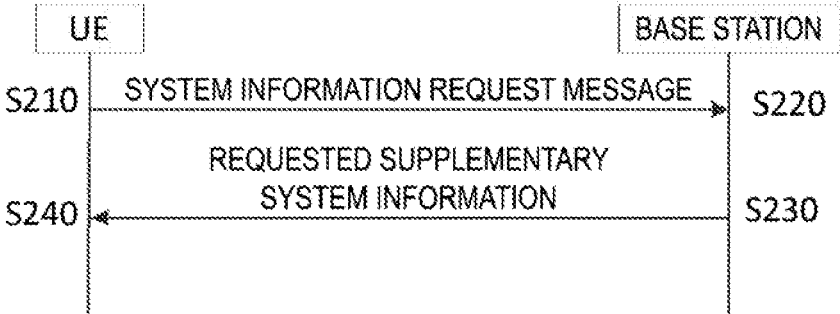 UE
BASE STATION
S210
SYSTEM INFORMATION REQUEST MESSAGE
S220
REQUESTED SUPPLEMENTARY
SYSTEM INFORMATION
S240
S230